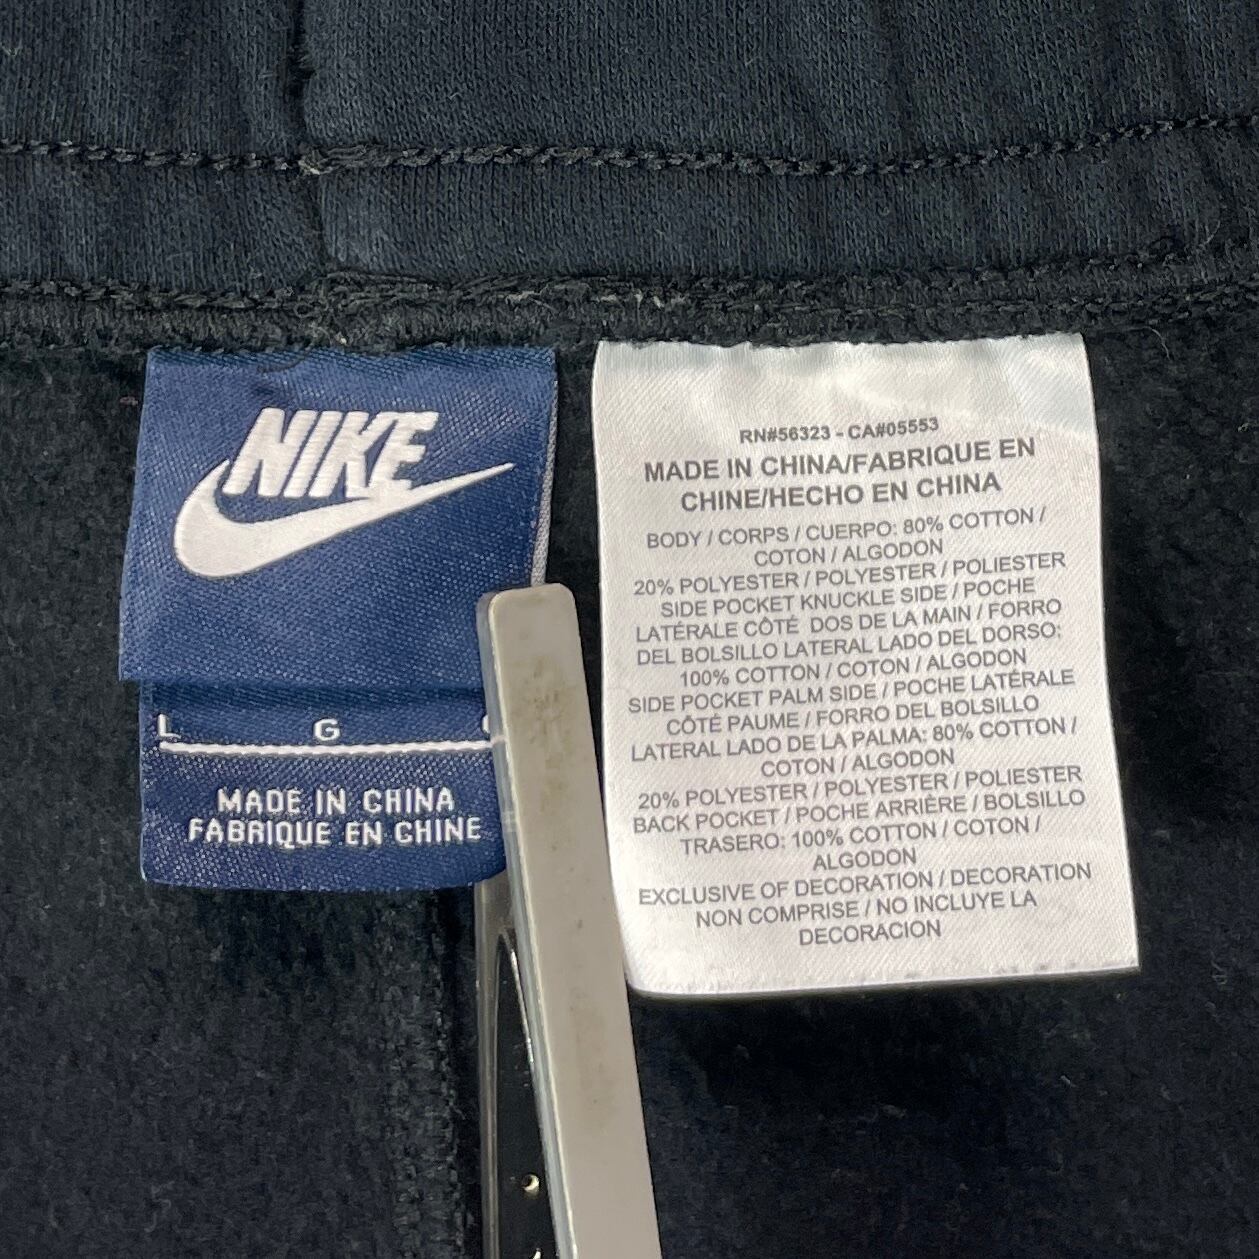 NIKE
L G
MADE IN CHINA
FABRIQUE EN CHINE
RN#56323 - CA#05553
MADE IN CHINA/FABRIQUE EN
CHINE/HECHO EN CHINA
BODY / CORPS / CUERPO: 80% COTTON /
COTON / ALGODON
20% POLYESTER / POLYESTER / POLIESTER
SIDE POCKET KNUCKLE SIDE / POCHE
LATÉRALE CÔTÉ DOS DE LA MAIN / FORRO
DEL BOLSILLO LATERAL LADO DEL DORSO:
100% COTTON / COTON / ALGODON
SIDE POCKET PALM SIDE / POCHE LATÉRALE
CÔTÉ PAUME / FORRO DEL BOLSILLO
LATERAL LADO DE LA PALMA: 80% COTTON /
COTON / ALGODON
20% POLYESTER / POLYESTER / POLIESTER
BACK POCKET / POCHE ARRIÈRE / BOLSILLO
TRASERO: 100% COTTON / COTON /
ALGODON
EXCLUSIVE OF DECORATION / DECORATION
NON COMPRISE / NO INCLUYE LA
DECORACION